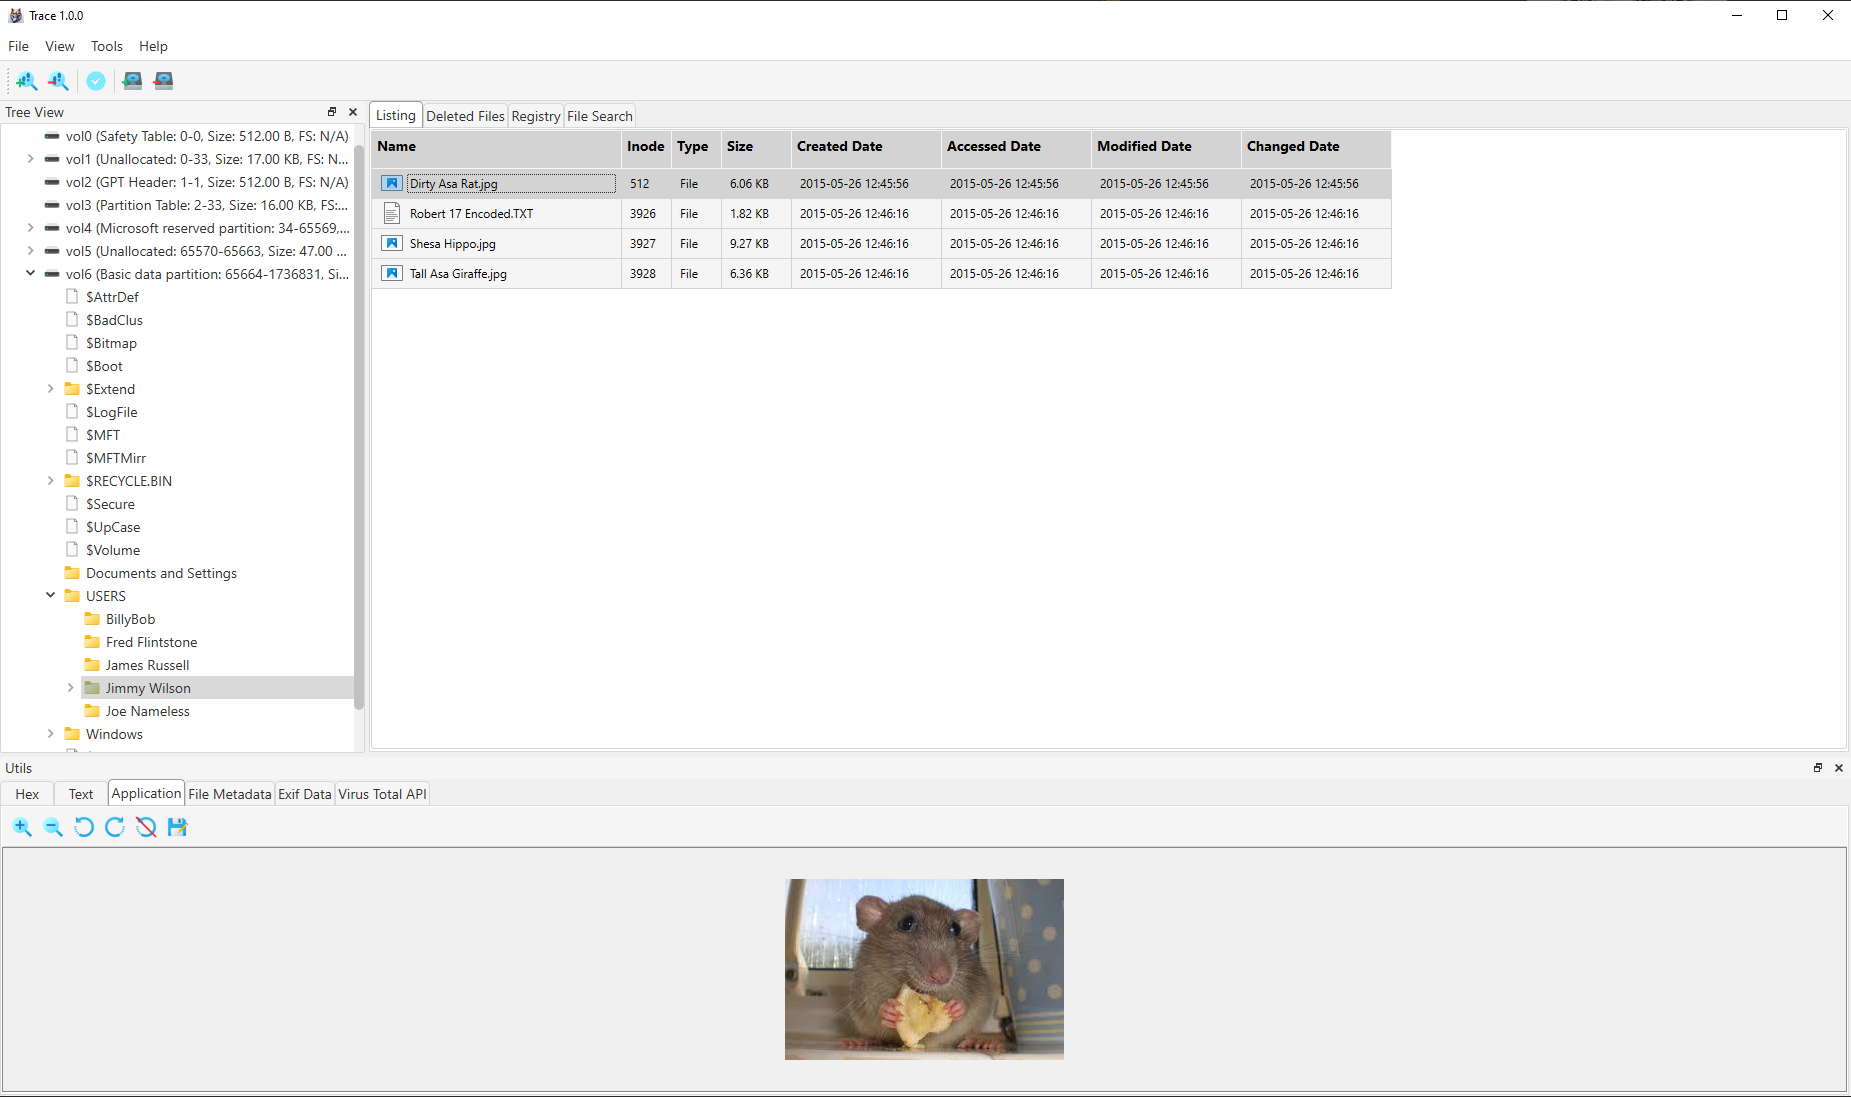 Trace 1.0.0
File View Tools Help
Tree View
vol0 (Safety Table: 0-0, Size: 512.00 B, FS: N/A)
vol1 (Unallocated: 0-33, Size: 17.00 KB, FS: N...
vol2 (GPT Header: 1-1, Size: 512.00 B, FS: N/A)
vol3 (Partition Table: 2-33, Size: 16.00 KB, FS:...
vol4 (Microsoft reserved partition: 34-65569,...
vol5 (Unallocated: 65570-65663, Size: 47.00 ...
vol6 (Basic data partition: 65664-1736831, Si...
$AttrDef
$BadClus
$Bitmap
$Boot
$Extend
$LogFile
$MFT
$MFTMirr
$RECYCLE.BIN
$Secure
$UpCase
$Volume
Documents and Settings
USERS
BillyBob
Fred Flintstone
James Russell
Jimmy Wilson
Joe Nameless
Windows
Listing Deleted Files Registry File Search
Name Inode Type Size Created Date Accessed Date Modified Date Changed Date
Dirty Asa Rat.jpg 512 File 6.06 KB 2015-05-26 12:45:56 2015-05-26 12:45:56 2015-05-26 12:45:56 2015-05-26 12:45:56
Robert 17 Encoded.TXT 3926 File 1.82 KB 2015-05-26 12:46:16 2015-05-26 12:46:16 2015-05-26 12:46:16 2015-05-26 12:46:16
Shesa Hippo.jpg 3927 File 9.27 KB 2015-05-26 12:46:16 2015-05-26 12:46:16 2015-05-26 12:46:16 2015-05-26 12:46:16
Tall Asa Giraffe.jpg 3928 File 6.36 KB 2015-05-26 12:46:16 2015-05-26 12:46:16 2015-05-26 12:46:16 2015-05-26 12:46:16
Utils
Hex Text Application File Metadata Exif Data Virus Total API